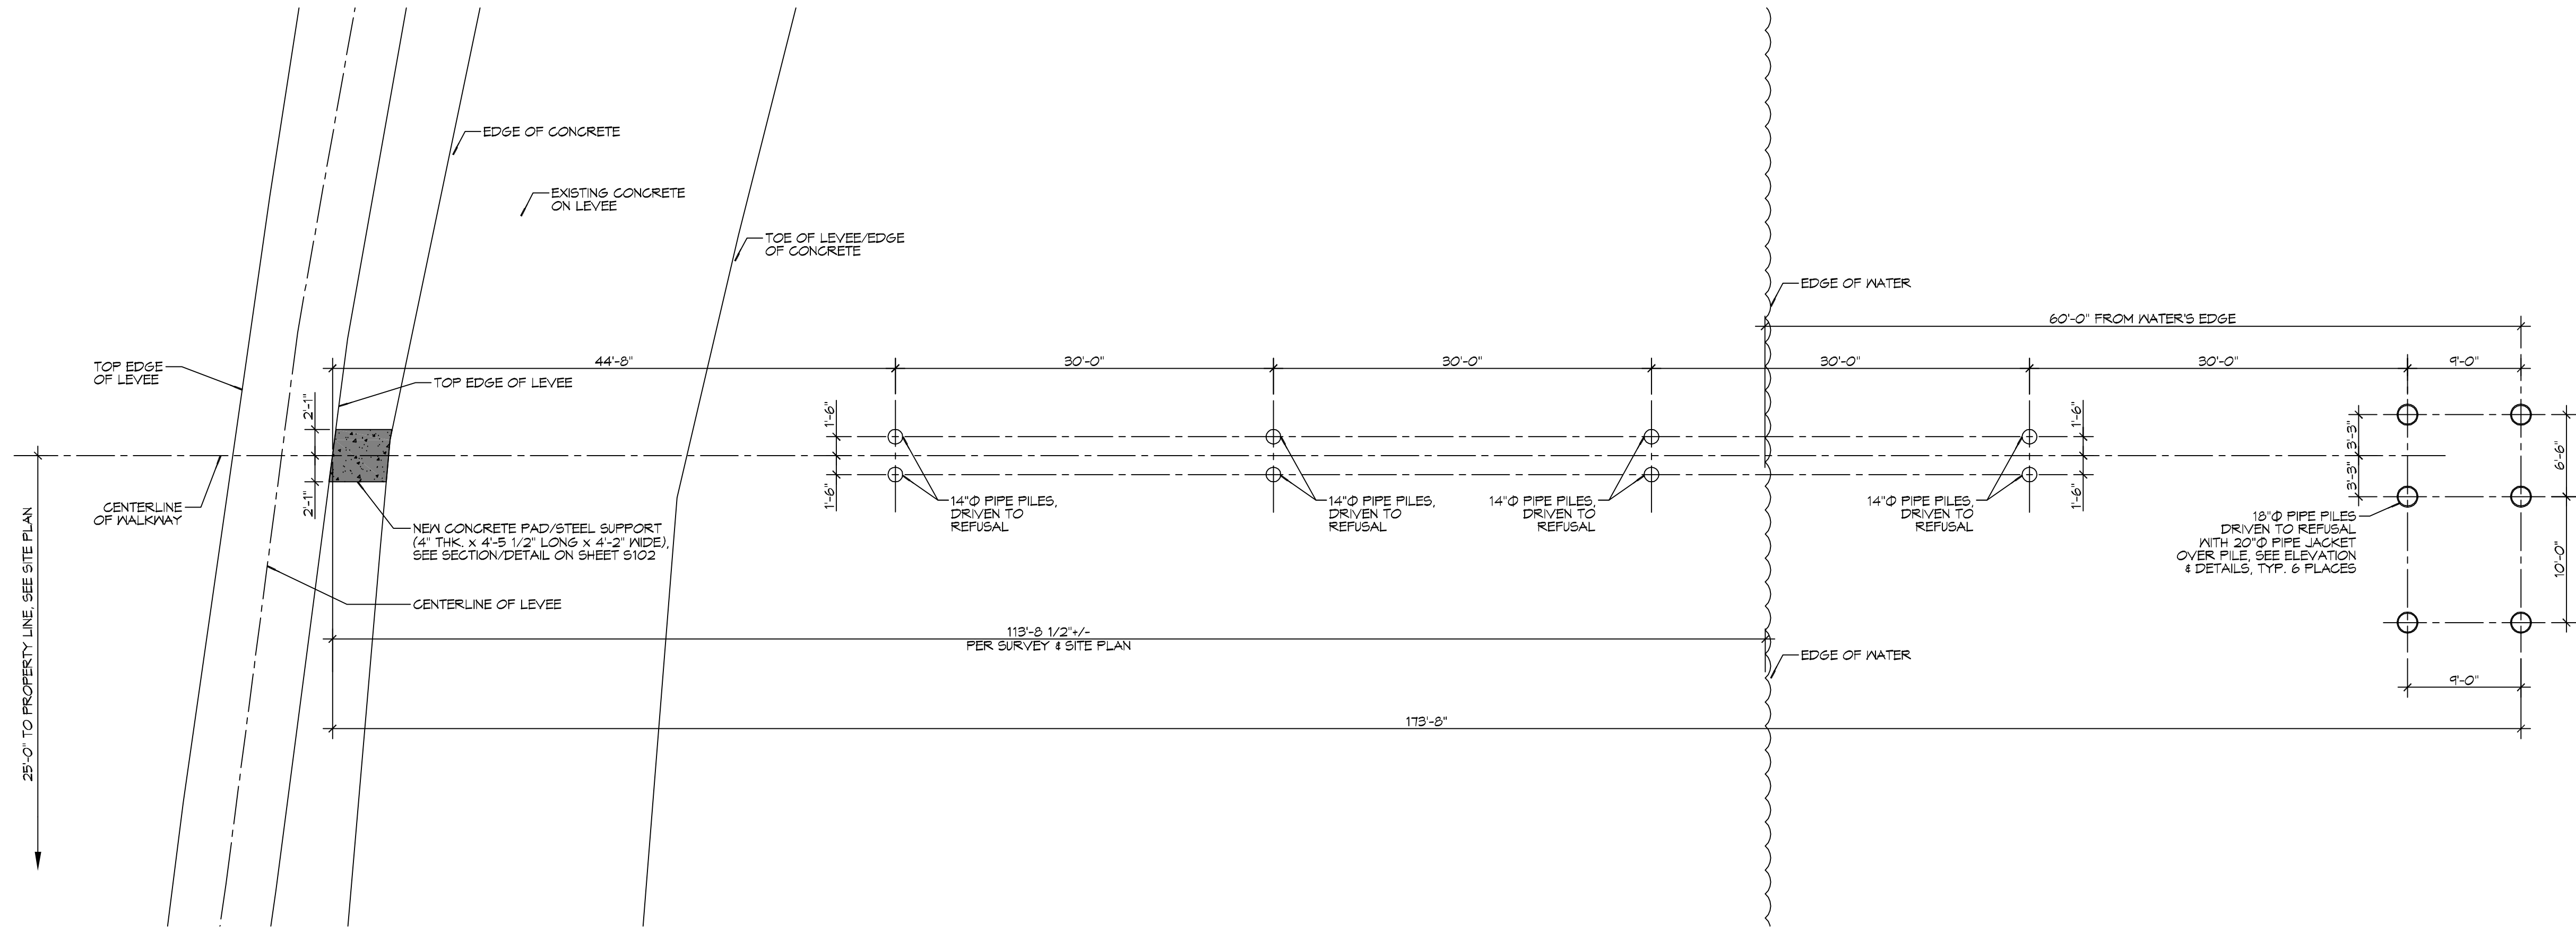 EDGE OF CONCRETE
EXISTING CONCRETE
ON LEVEE
TOE OF LEVEE/EDGE
OF CONCRETE
EDGE OF WATER
60'-0" FROM WATER'S EDGE
44'-8"
30'-0"
30'-0"
30'-0"
30'-0"
9'-0"
TOP EDGE
OF LEVEE
TOP EDGE OF LEVEE
2'-1"
2'-1"
1'-6"
1'-6"
1'-6"
1'-6"
3'-3"
3'-3"
6'-6"
10'-0"
CENTERLINE
OF WALKWAY
14"Φ PIPE PILES,
DRIVEN TO
REFUSAL
14"Φ PIPE PILES,
DRIVEN TO
REFUSAL
14"Φ PIPE PILES,
DRIVEN TO
REFUSAL
14"Φ PIPE PILES,
DRIVEN TO
REFUSAL
18"Φ PIPE PILES
DRIVEN TO REFUSAL
WITH 20"Φ PIPE JACKET
OVER PILE, SEE ELEVATION
& DETAILS, TYP. 6 PLACES
NEW CONCRETE PAD/STEEL SUPPORT
(4" THK. x 4'-5 1/2" LONG x 4'-2" WIDE),
SEE SECTION/DETAIL ON SHEET S102
CENTERLINE OF LEVEE
25'-0" TO PROPERTY LINE, SEE SITE PLAN
113'-8 1/2"+/-
PER SURVEY & SITE PLAN
EDGE OF WATER
9'-0"
173'-8"